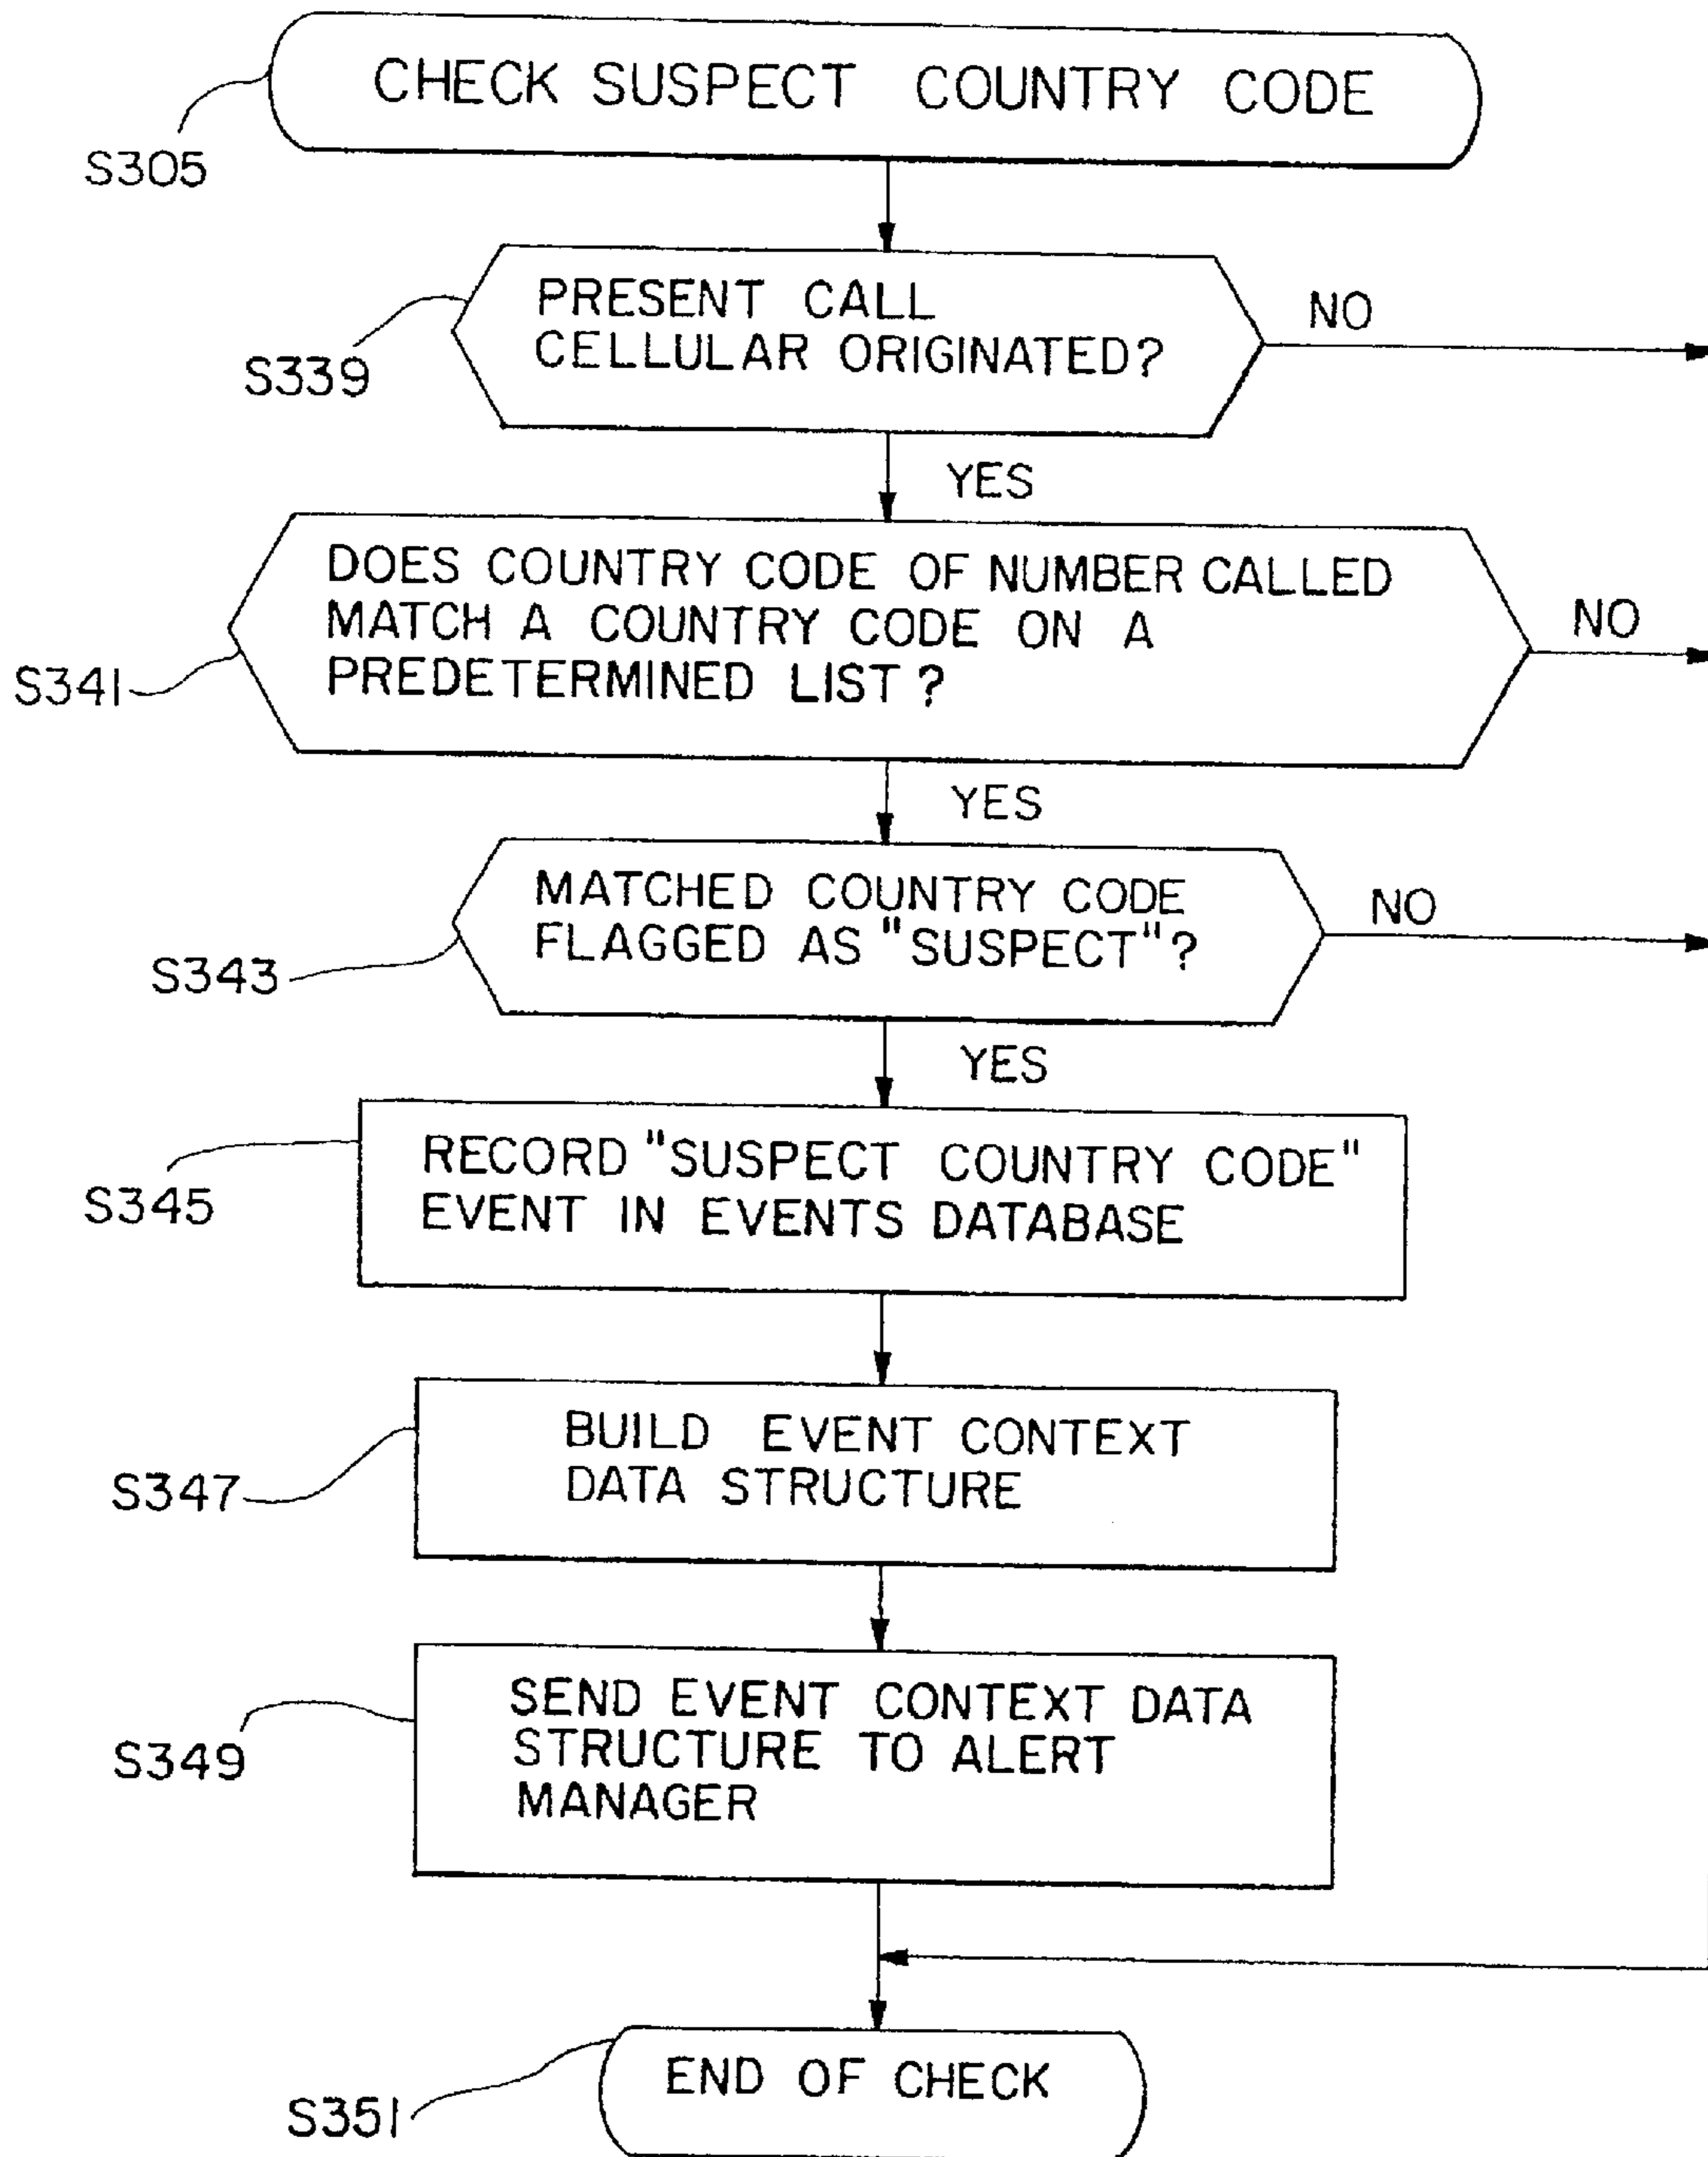 CHECK SUSPECT COUNTRY CODE
S305
PRESENT CALL
CELLULAR ORIGINATED?
NO
S339
YES
DOES COUNTRY CODE OF NUMBER CALLED
MATCH A COUNTRY CODE ON A
PREDETERMINED LIST?
NO
S341
YES
MATCHED COUNTRY CODE
FLAGGED AS "SUSPECT"?
NO
S343
YES
RECORD "SUSPECT COUNTRY CODE"
EVENT IN EVENTS DATABASE
S345
BUILD EVENT CONTEXT
DATA STRUCTURE
S347
SEND EVENT CONTEXT DATA
STRUCTURE TO ALERT
MANAGER
S349
END OF CHECK
S351